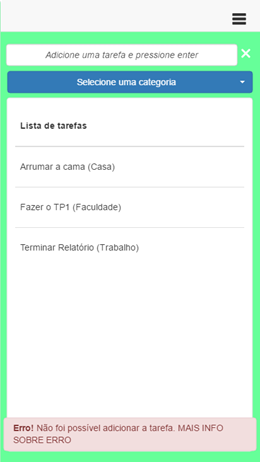 Adicione uma tarefa e pressione enter
Selecione uma categoria
Lista de tarefas
Arrumar a cama (Casa)
Fazer o TP1 (Faculdade)
Terminar Relatório (Trabalho)
Erro! Não foi possível adicionar a tarefa. MAIS INFO
SOBRE ERRO